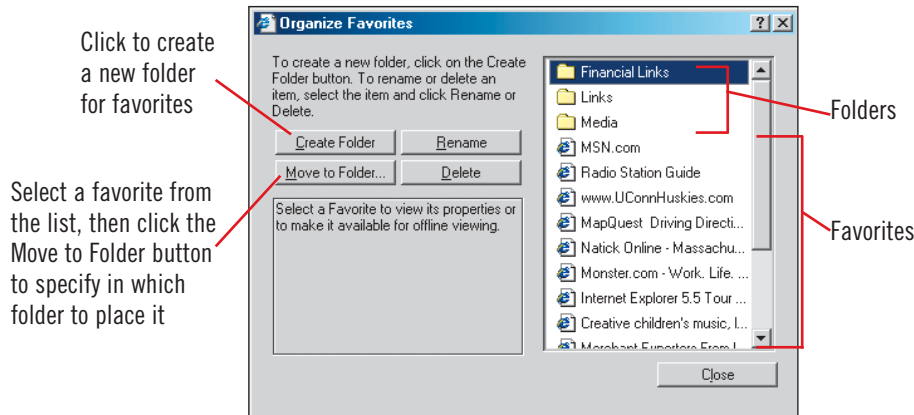 Organize Favorites
Click to create
a new folder
for favorites
To create a new folder, click on the Create
Folder button. To rename or delete an
item, select the item and click Rename or
Delete.
Create Folder
Rename
Move to Folder...
Delete
Select a favorite from
the list, then click the
Move to Folder button
to specify in which
folder to place it
Select a Favorite to view its properties or
to make it available for offline viewing.
Financial Links
Links
Media
MSN.com
Radio Station Guide
www.UConnHuskies.com
MapQuest Driving Directi...
Natick Online - Massachu...
Monster.com - Work. Life. ...
Internet Explorer 5.5 Tour ...
Creative children's music, l...
Folders
Favorites
Close